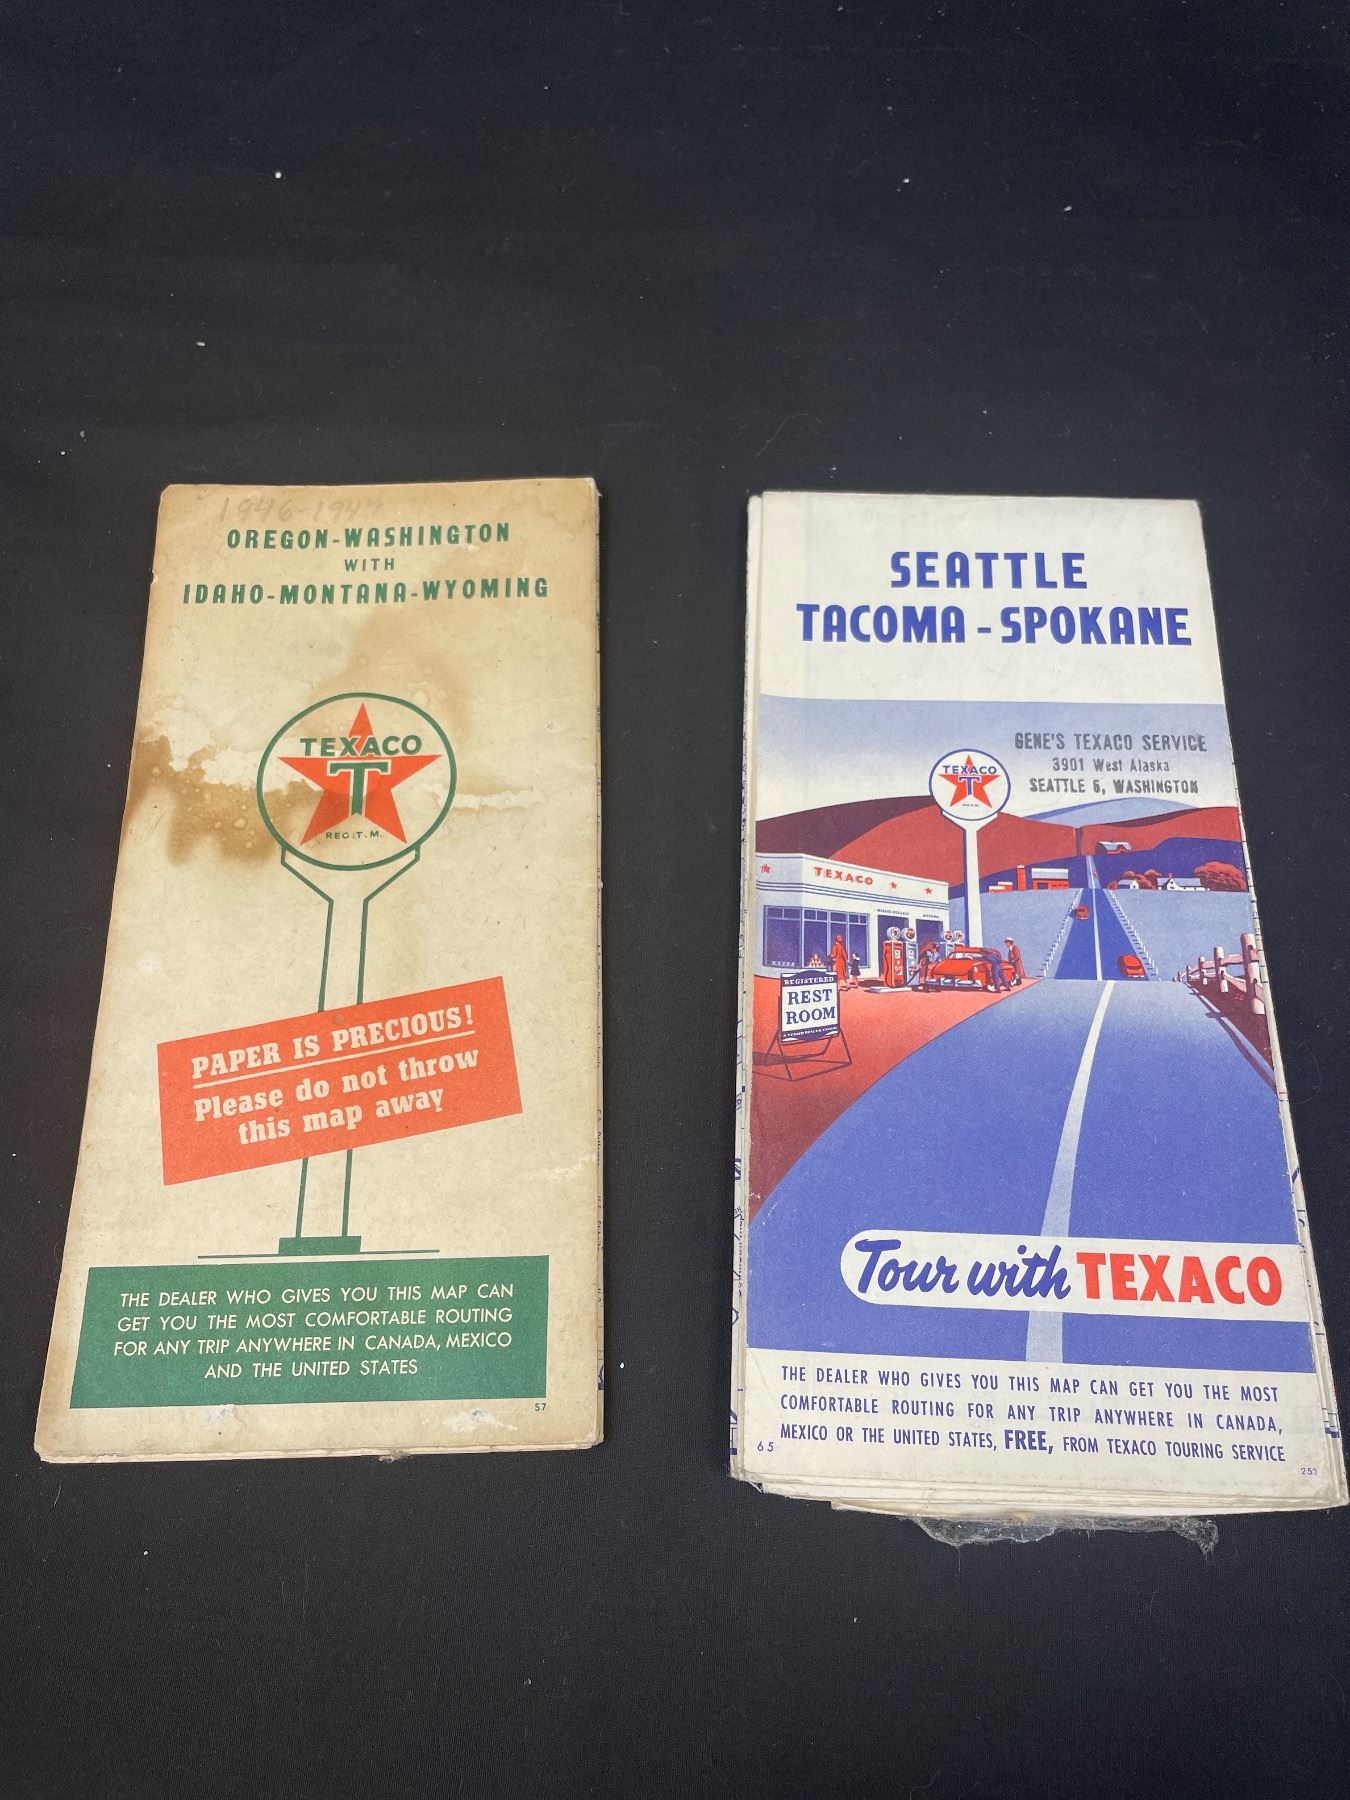 1946-194
OREGON-WASHINGTON
WITH
IDAHO-MONTANA-WYOMING
TEXACO
T
REG. T. M.
PAPER IS PRECIOUS!
Please do not throw
this map away
THE DEALER WHO GIVES YOU THIS MAP CAN
GET YOU THE MOST COMFORTABLE ROUTING
FOR ANY TRIP ANYWHERE IN CANADA, MEXICO
AND THE UNITED STATES
57
SEATTLE
TACOMA - SPOKANE
GENE'S TEXACO SERVICE
3901 West Alaska
SEATTLE 6, WASHINGTON
TEXACO
T
TEXACO
REGISTERED
REST
ROOM
Tour with TEXACO
THE DEALER WHO GIVES YOU THIS MAP CAN GET YOU THE MOST
COMFORTABLE ROUTING FOR ANY TRIP ANYWHERE IN CANADA,
MEXICO OR THE UNITED STATES, FREE, FROM TEXACO TOURING SERVICE
65
253